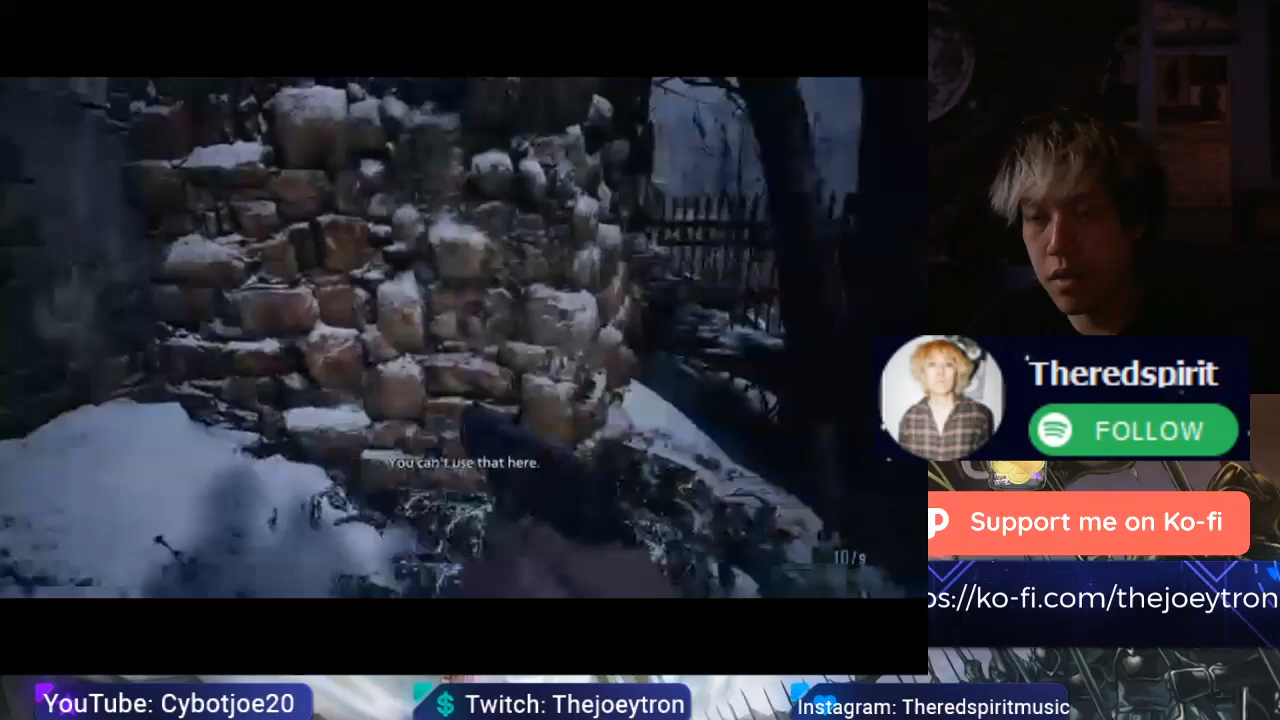 Theredspirit
FOLLOW
You can't use that here.
Support me on Ko-fi
10/9
ps://ko-fi.com/thejoeytron
YouTube: Cybotjoe20
Twitch: Thejoeytron
Instagram: Theredspiritmusic